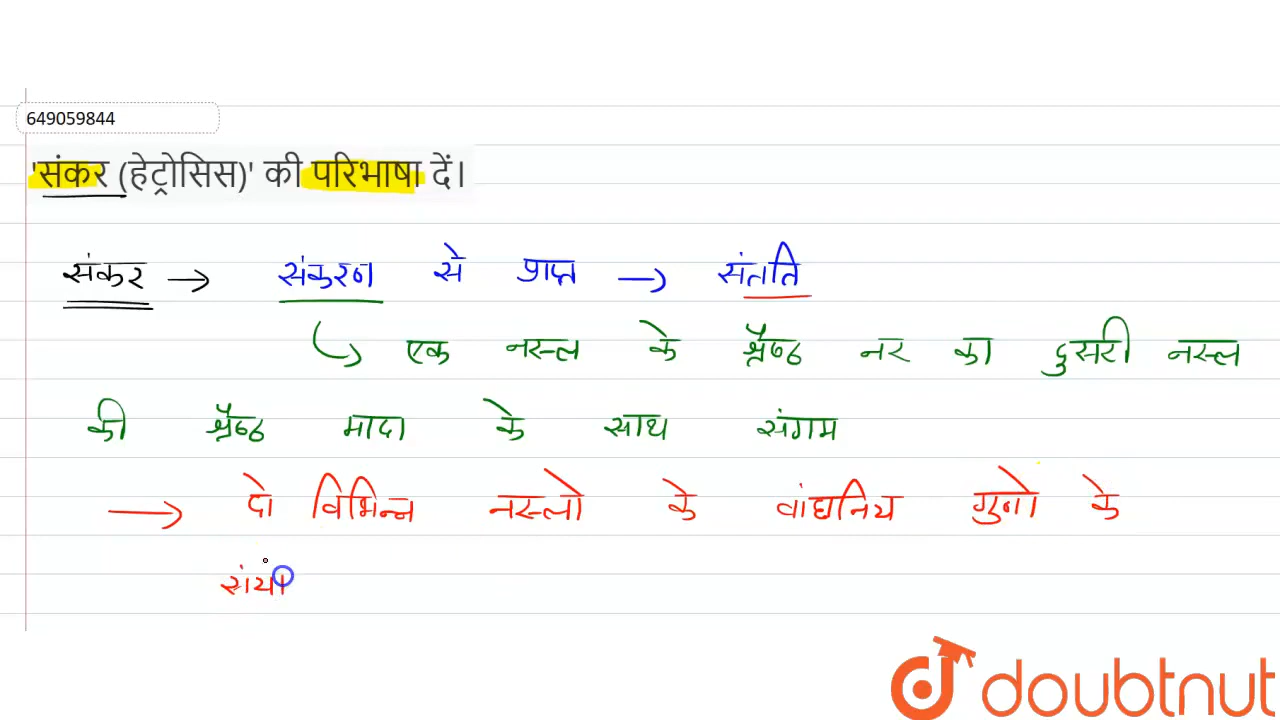 649059844
'संकर (हेट्रोसिस)' की परिभाषा दें।
संकर → संकरण से प्राप्त → संतति
एक नस्ल के श्रैष्ठ नर का दुसरी नस्ल
की श्रैष्ठ मादा के साथ संगम
→ दो विभिन्न नस्लो के वांछनिय गुणो के
संयो
doubtnut